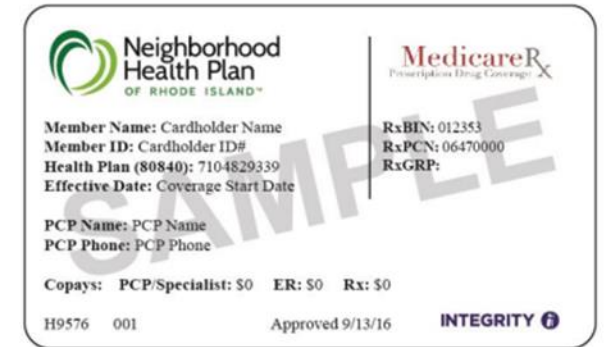 Neighborhood
Health Plan
OF RHODE ISLAND™
MedicareRx
Prescription Drug Coverage
Member Name: Cardholder Name
Member ID: Cardholder ID#
Health Plan (80840): 7104829339
Effective Date: Coverage Start Date
RxBIN: 012353
RxPCN: 06470000
RxGRP:
SAMPLE
PCP Name: PCP Name
PCP Phone: PCP Phone
Copays: PCP/Specialist: $0 ER: $0 Rx: $0
H9576 001 Approved 9/13/16 INTEGRITY i